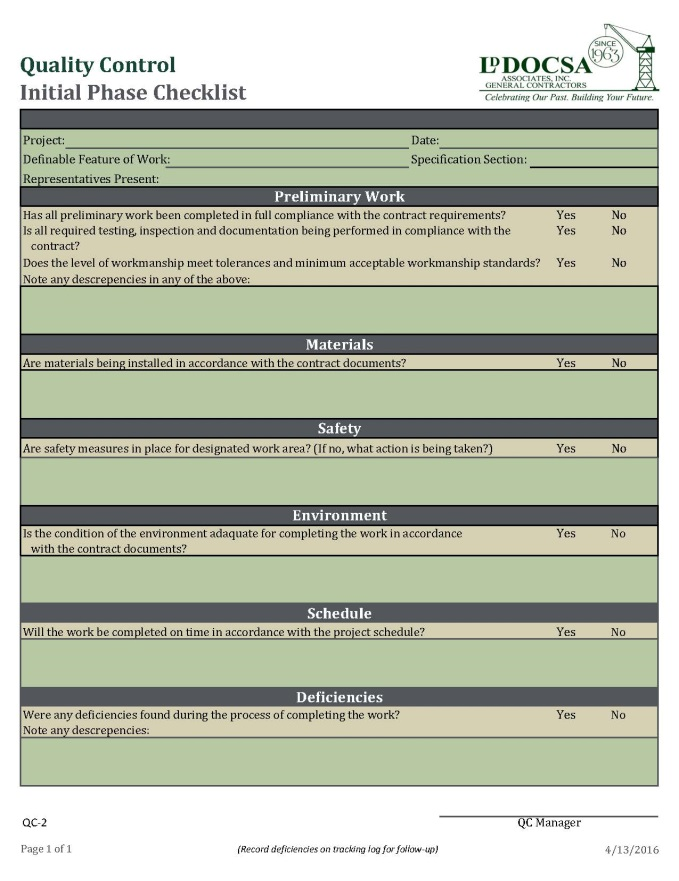 Quality Control
Initial Phase Checklist
SINCE
1963
LD DOCSA
ASSOCIATES, INC.
GENERAL CONTRACTORS
Celebrating Our Past. Building Your Future.
Project: Date:
Definable Feature of Work: Specification Section:
Representatives Present:
Preliminary Work
Has all preliminary work been completed in full compliance with the contract requirements? Yes No
Is all required testing, inspection and documentation being performed in compliance with the Yes No
contract?
Does the level of workmanship meet tolerances and minimum acceptable workmanship standards? Yes No
Note any descrepencies in any of the above:
Materials
Are materials being installed in accordance with the contract documents? Yes No
Safety
Are safety measures in place for designated work area? (If no, what action is being taken?) Yes No
Environment
Is the condition of the environment adaquate for completing the work in accordance Yes No
with the contract documents?
Schedule
Will the work be completed on time in accordance with the project schedule? Yes No
Deficiencies
Were any deficiencies found during the process of completing the work? Yes No
Note any descrepencies:
QC-2 QC Manager
Page 1 of 1 (Record deficiencies on tracking log for follow-up) 4/13/2016